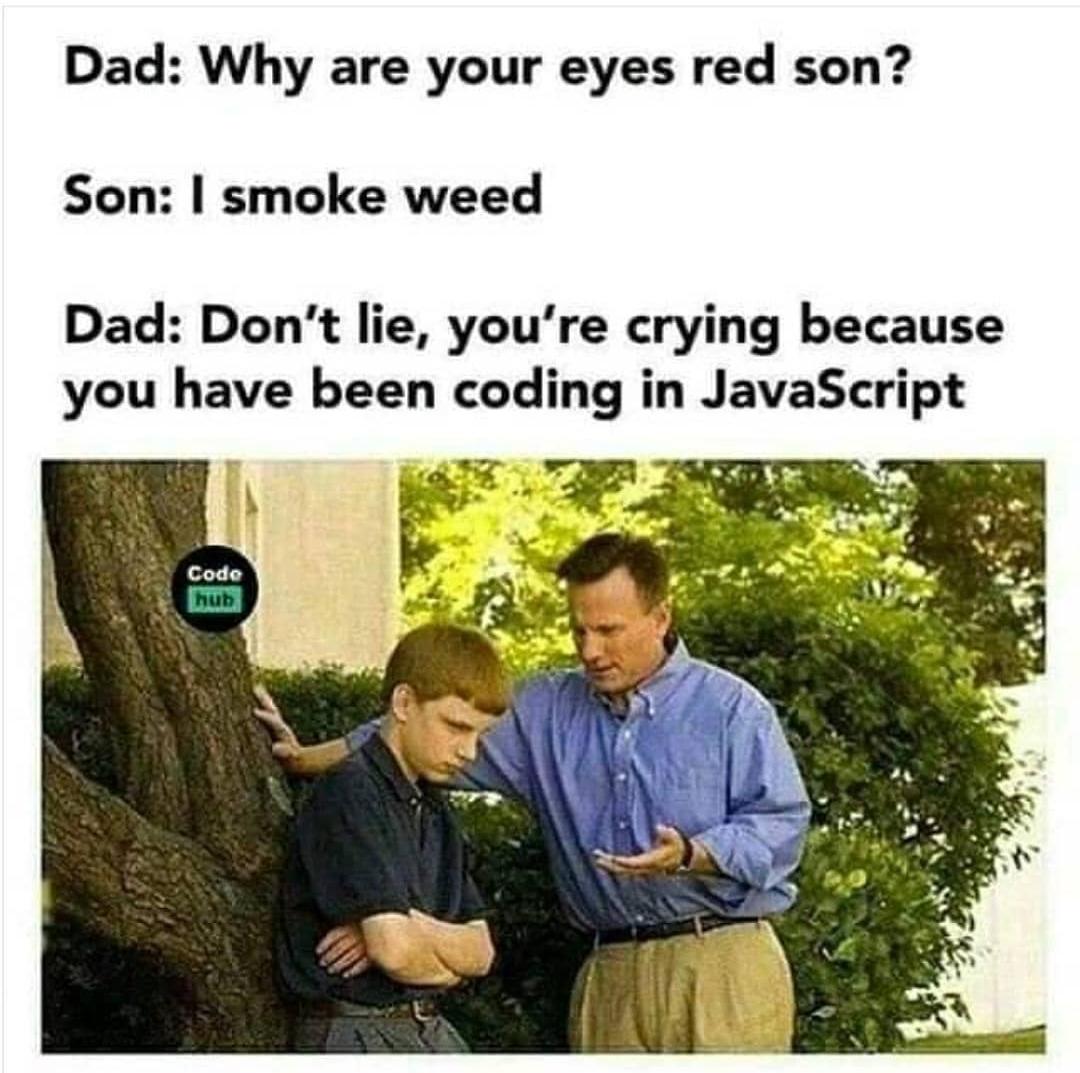 Dad: Why are your eyes red son?
Son: I smoke weed
Dad: Don't lie, you're crying because
you have been coding in JavaScript
Code
hub